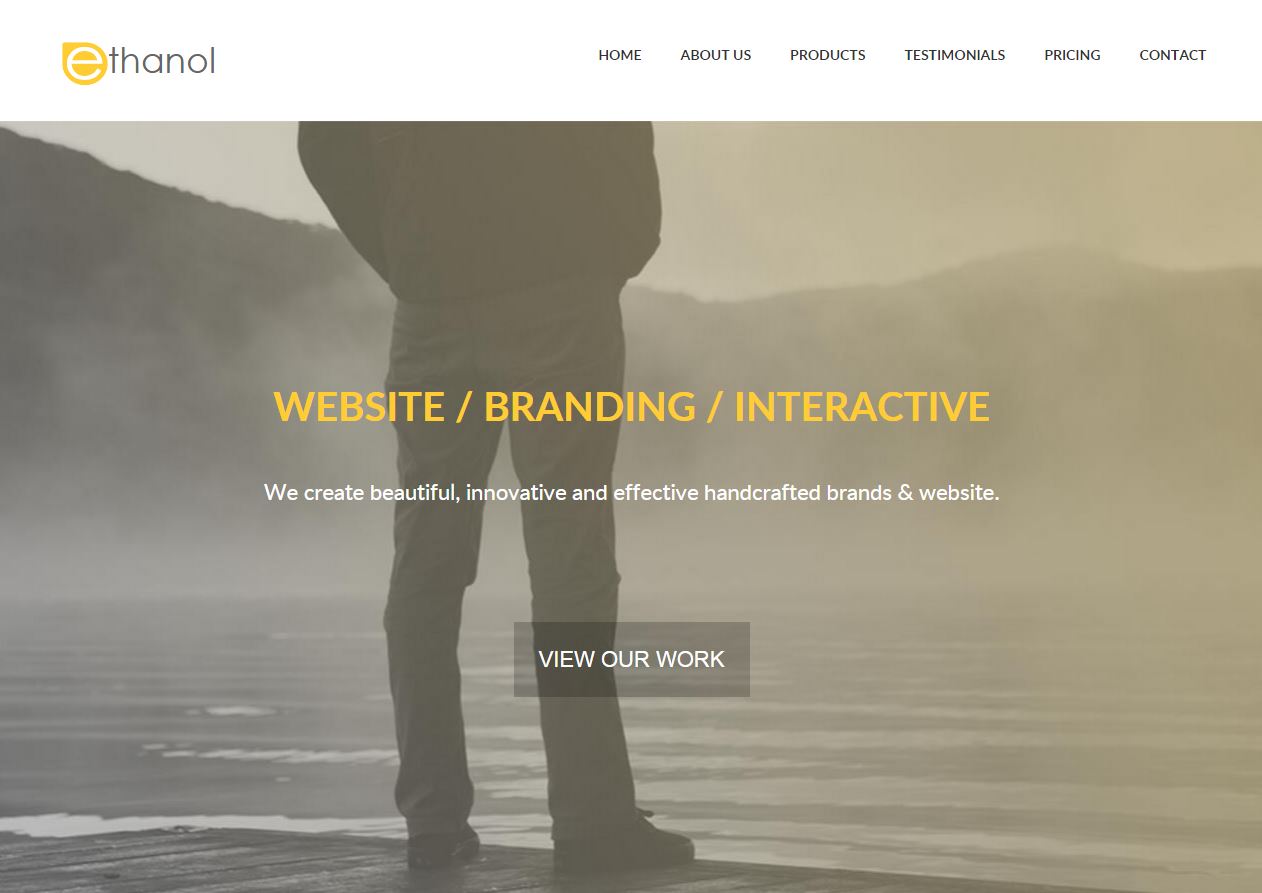 ethanol
HOME ABOUT US PRODUCTS TESTIMONIALS PRICING CONTACT
WEBSITE / BRANDING / INTERACTIVE
We create beautiful, innovative and effective handcrafted brands & website.
VIEW OUR WORK